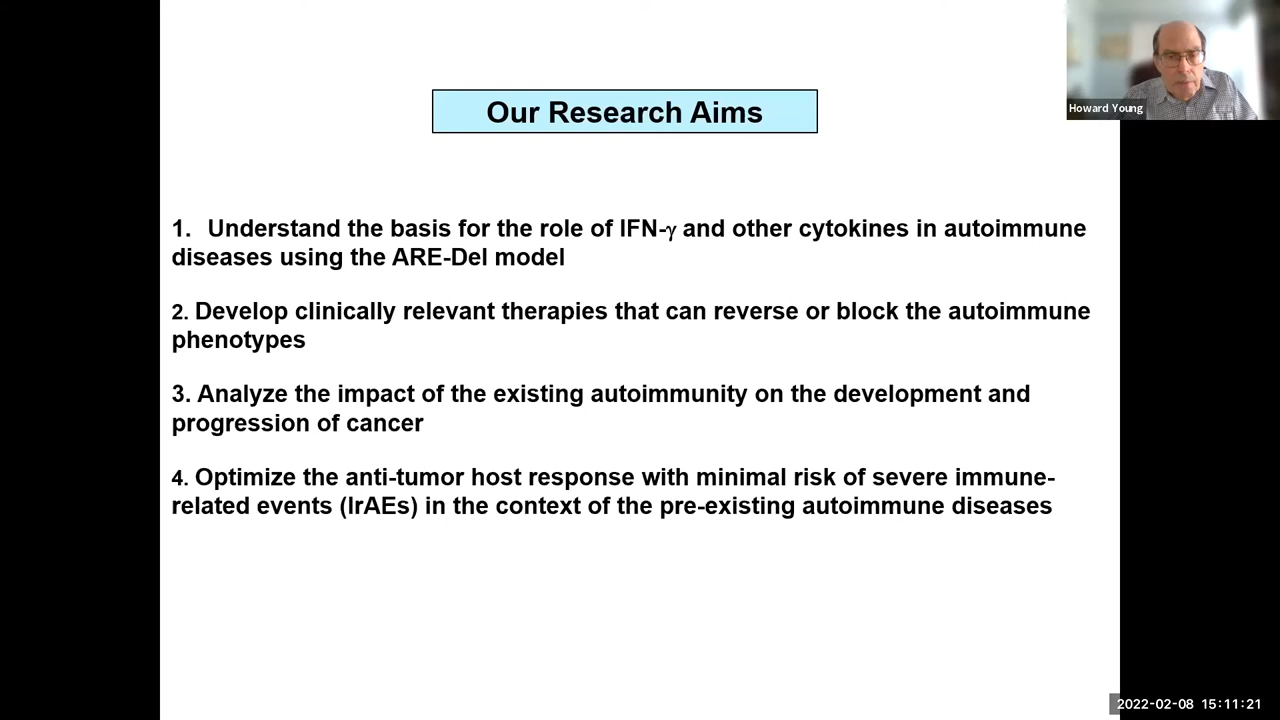 Our Research Aims
Howard Young
1. Understand the basis for the role of IFN-γ and other cytokines in autoimmune
diseases using the ARE-Del model
2. Develop clinically relevant therapies that can reverse or block the autoimmune
phenotypes
3. Analyze the impact of the existing autoimmunity on the development and
progression of cancer
4. Optimize the anti-tumor host response with minimal risk of severe immune-
related events (IrAEs) in the context of the pre-existing autoimmune diseases
2022-02-08 15:11:21